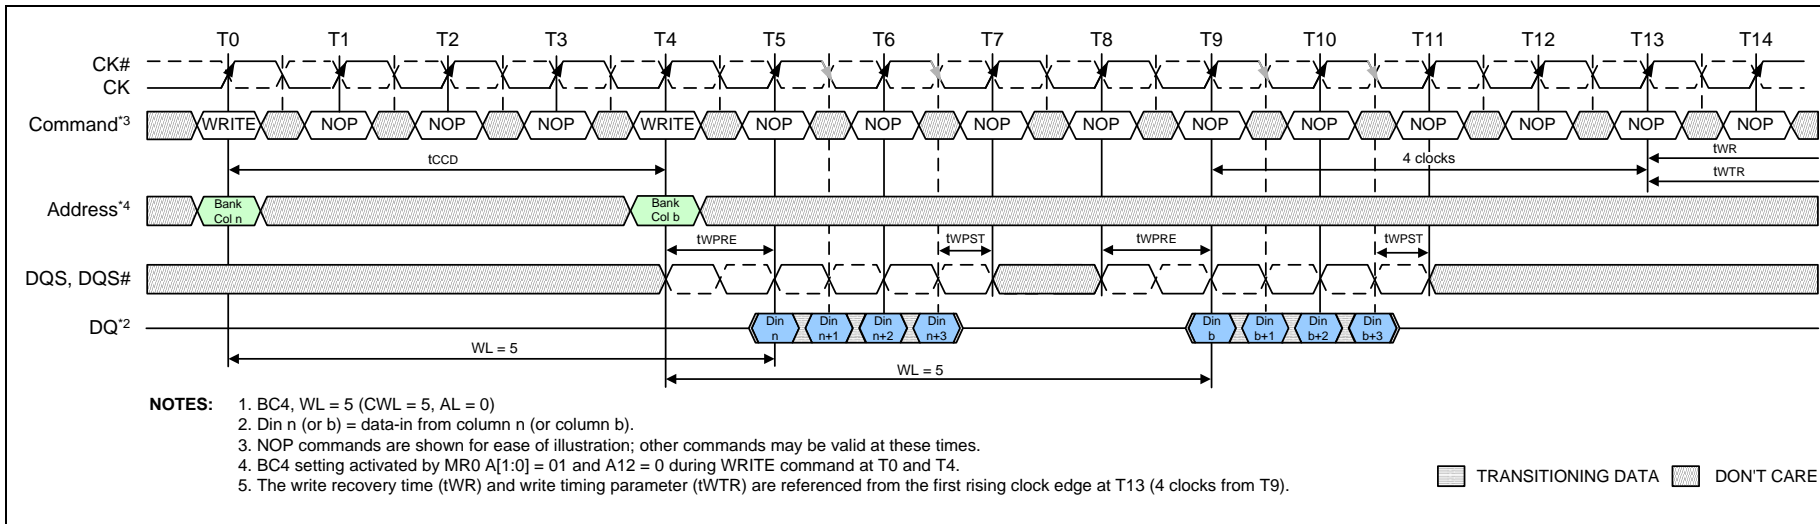 T0 T1 T2 T3 T4 T5 T6 T7 T8 T9 T10 T11 T12 T13 T14
CK#
CK
Command*3 WRITE NOP NOP NOP WRITE NOP NOP NOP NOP NOP NOP NOP NOP NOP NOP
tCCD 4 clocks tWR
tWTR
Address*4 Bank Col n Bank Col b
tWPRE tWPST tWPRE tWPST
DQS, DQS#
DQ*2 Din n Din n+1 Din n+2 Din n+3 Din b Din b+1 Din b+2 Din b+3
WL = 5
WL = 5
NOTES: 1. BC4, WL = 5 (CWL = 5, AL = 0)
2. Din n (or b) = data-in from column n (or column b).
3. NOP commands are shown for ease of illustration; other commands may be valid at these times.
4. BC4 setting activated by MR0 A[1:0] = 01 and A12 = 0 during WRITE command at T0 and T4.
5. The write recovery time (tWR) and write timing parameter (tWTR) are referenced from the first rising clock edge at T13 (4 clocks from T9).
TRANSITIONING DATA DON'T CARE